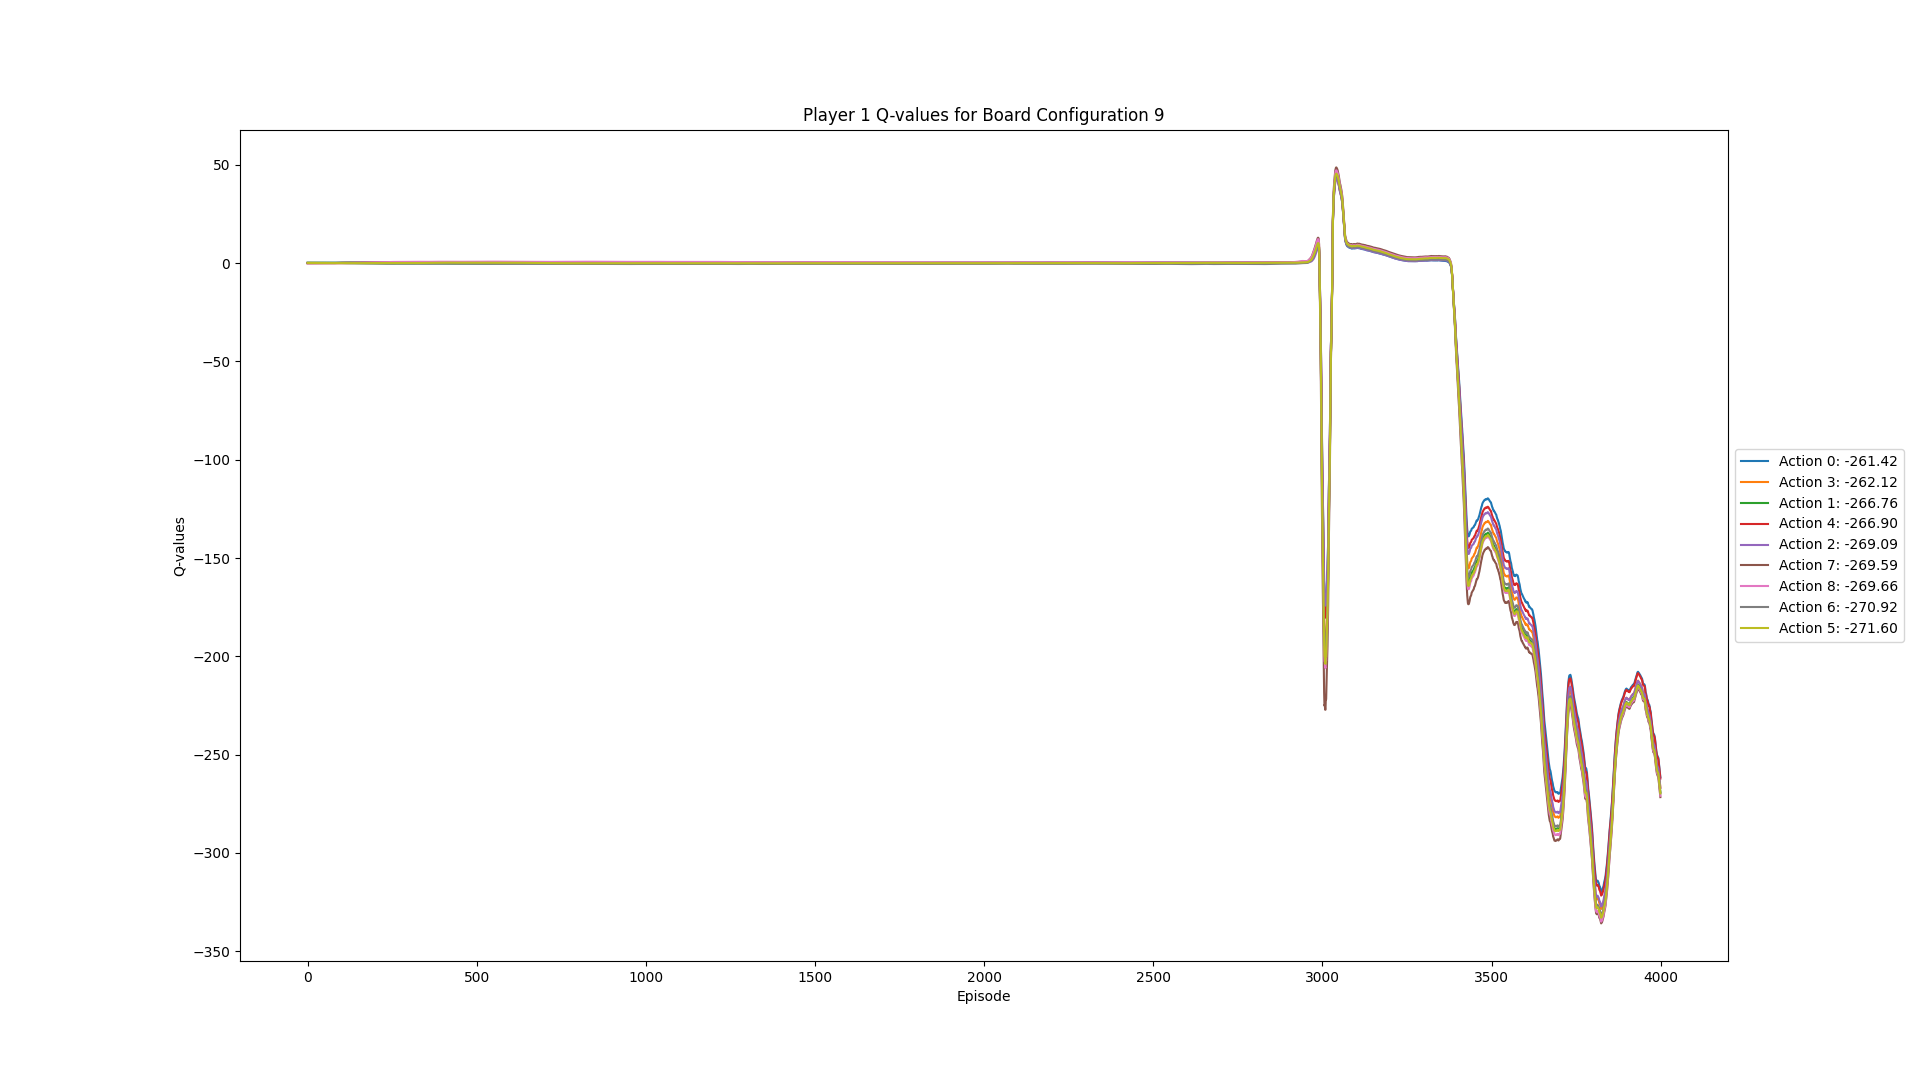 Player 1 Q-values for Board Configuration 9
50
0
−50
−100
−150
−200
−250
−300
−350
Q-values
0
500
1000
1500
2000
2500
3000
3500
4000
Episode
Action 0: -261.42
Action 3: -262.12
Action 1: -266.76
Action 4: -266.90
Action 2: -269.09
Action 7: -269.59
Action 8: -269.66
Action 6: -270.92
Action 5: -271.60